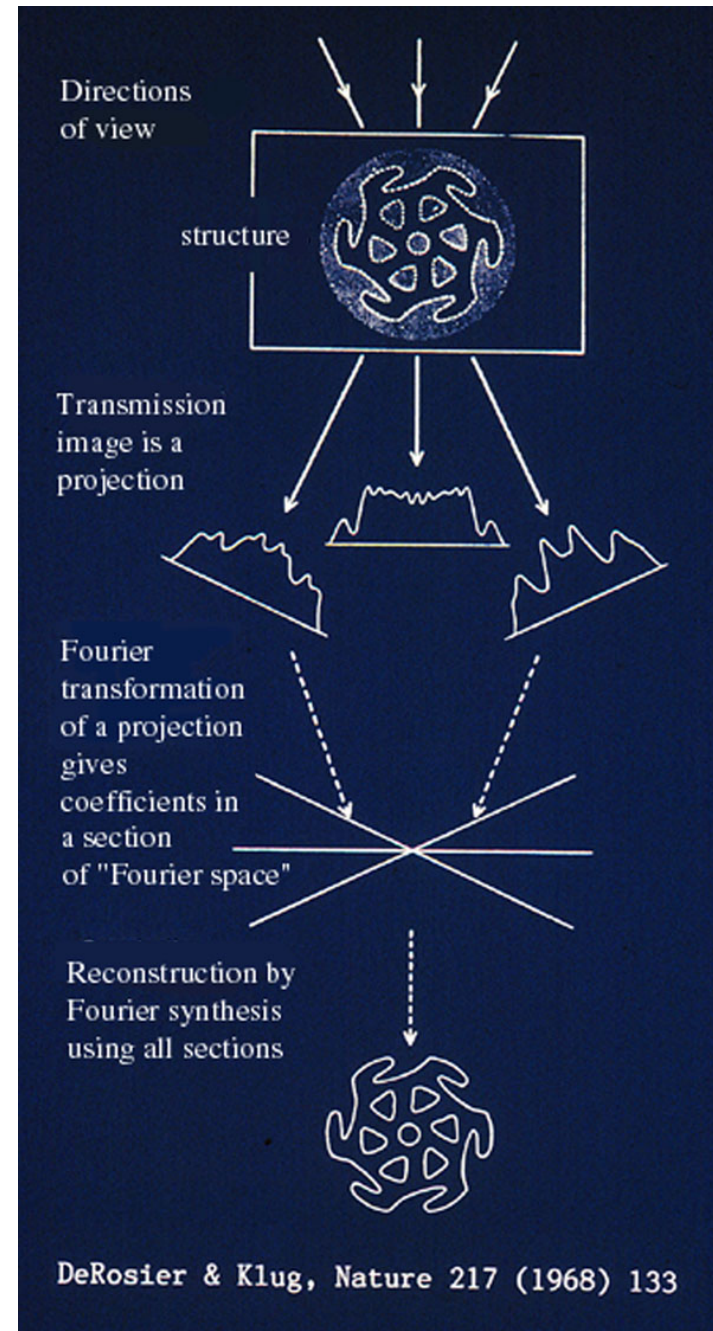 Directions
of view
structure
Transmission
image is a
projection
Fourier
transformation
of a projection
gives
coefficients in
a section
of "Fourier space"
Reconstruction by
Fourier synthesis
using all sections
DeRosier & Klug, Nature 217 (1968) 133